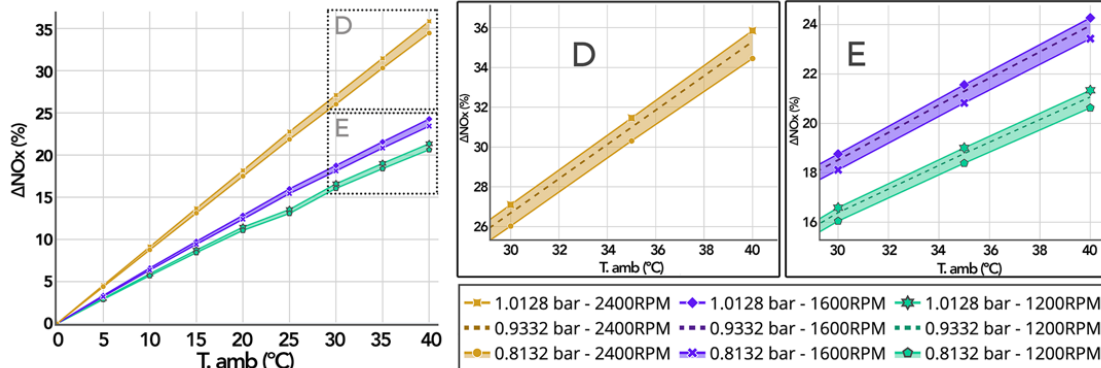 ΔNOx (%)
35
30
25
20
15
10
5
0
D
E
0 5 10 15 20 25 30 35 40
T. amb (°C)
ΔNOx (%)
36
34
32
30
28
26
D
30 32 34 36 38 40
T. amb (°C)
ΔNOx (%)
24
22
20
18
16
E
30 32 34 36 38 40
T. amb (°C)
1.0128 bar - 2400RPM 1.0128 bar - 1600RPM 1.0128 bar - 1200RPM
0.9332 bar - 2400RPM 0.9332 bar - 1600RPM 0.9332 bar - 1200RPM
0.8132 bar - 2400RPM 0.8132 bar - 1600RPM 0.8132 bar - 1200RPM